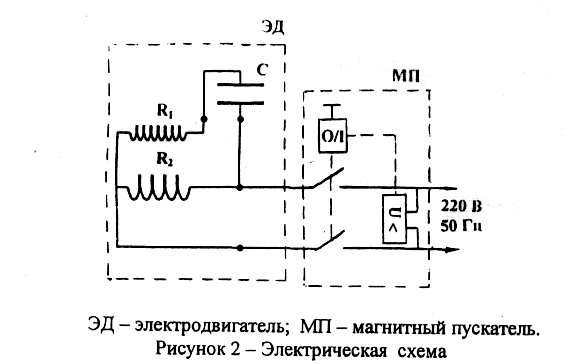 ЭД
C
МП
R₁
O/I
R₂
220 В
50 Гц
U
<
ЭД – электродвигатель; МП – магнитный пускатель.
Рисунок 2 – Электрическая схема